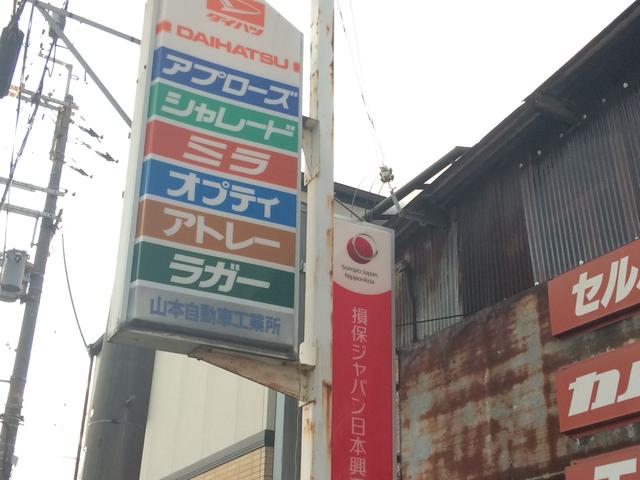 ダイハツ
DAIHATSU
アプローズ
シャレード
ミラ
オプティ
アトレー
ラガー
山本自動車工業所
Sompo Japan
Nipponkoa
損保ジャパン日本興
セル
カ